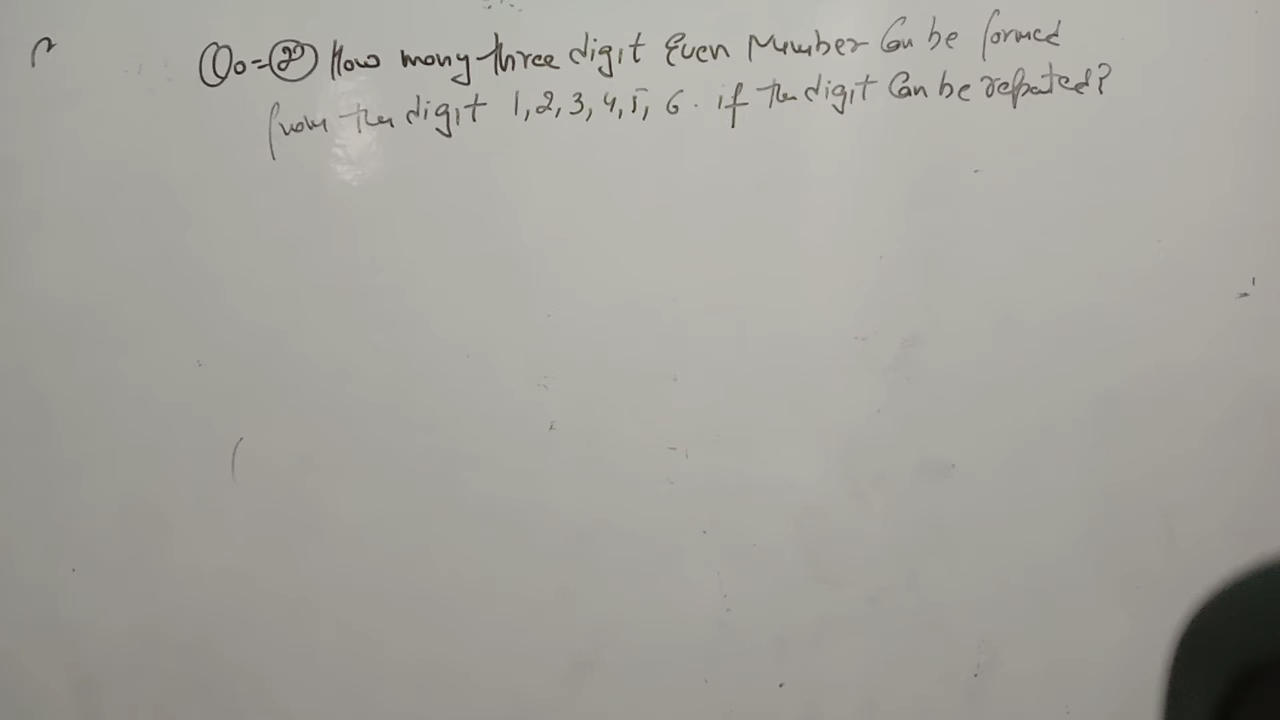 Qo=② How many three digit Even Number Can be formed
from the digit 1, 2, 3, 4, 5, 6. if the digit Can be repeated?